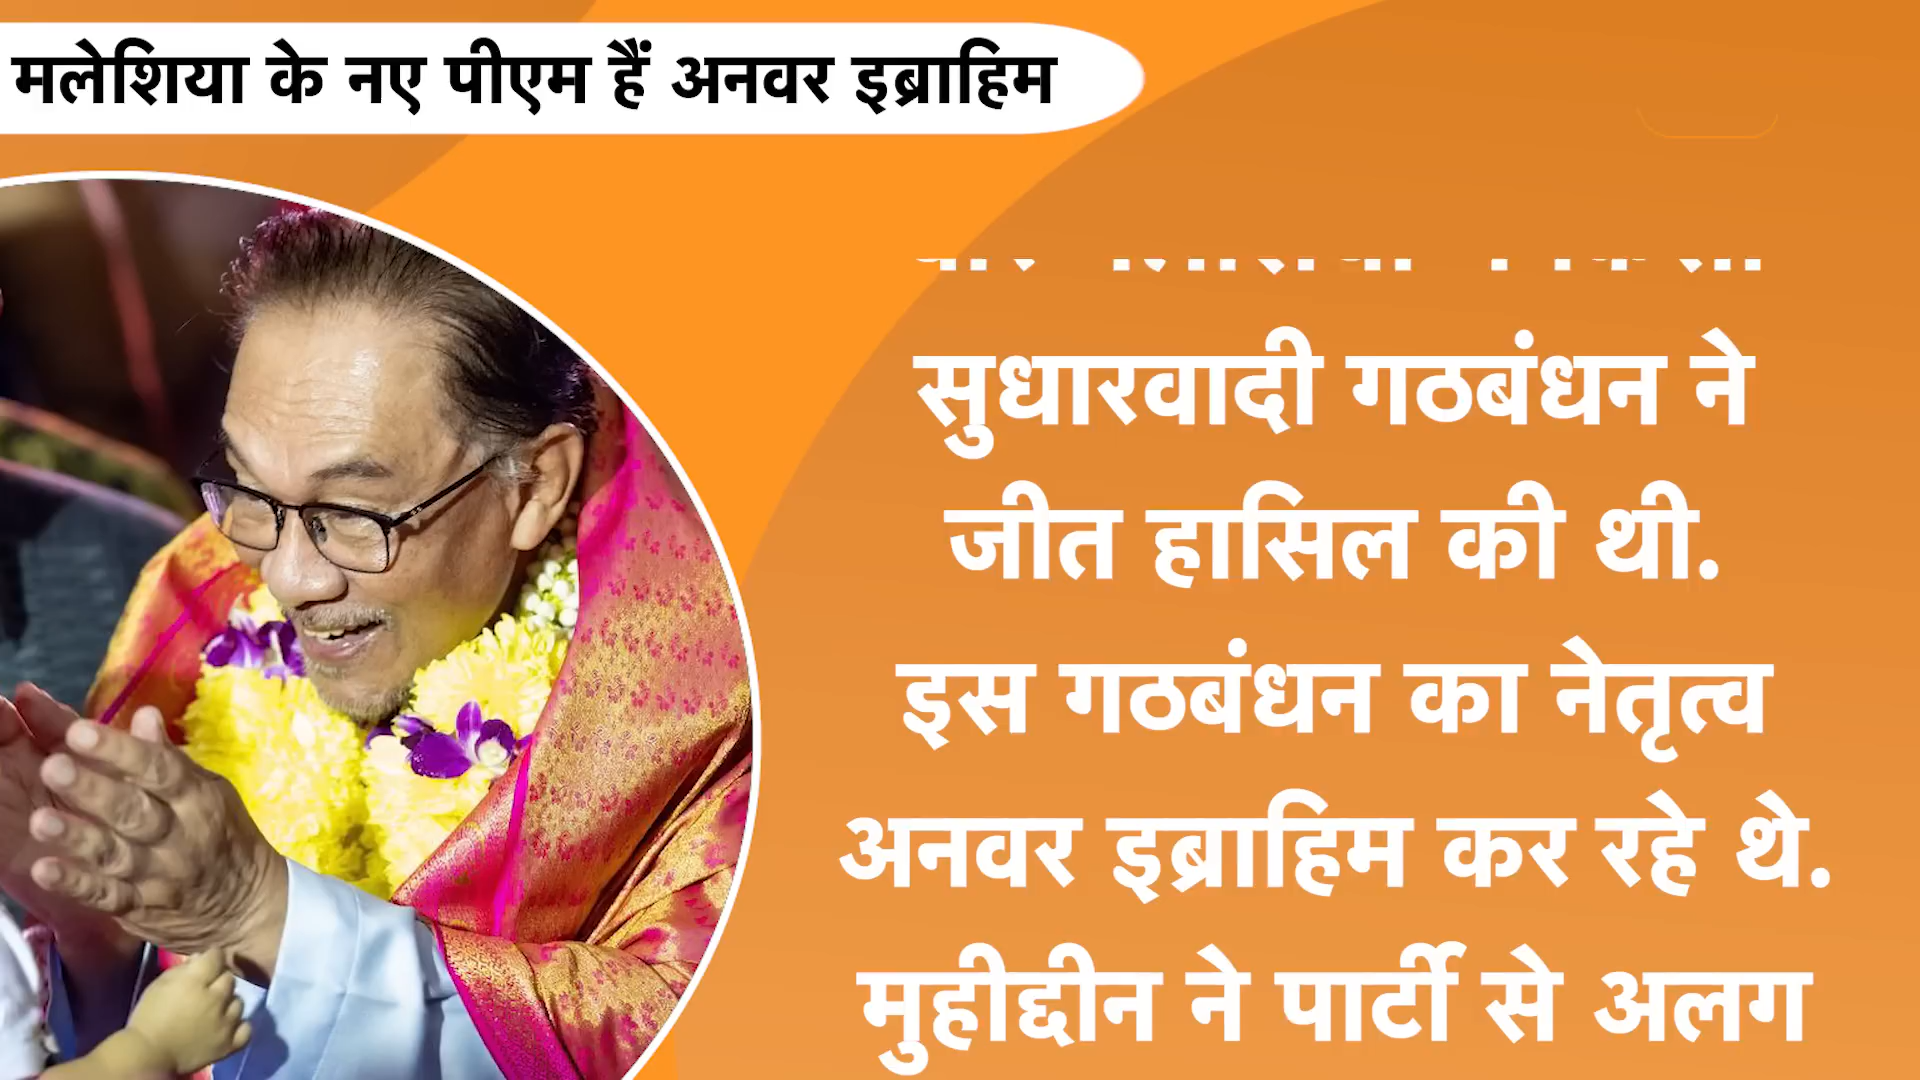 मलेशिया के नए पीएम हैं अनवर इब्राहिम
सुधारवादी गठबंधन ने
जीत हासिल की थी.
इस गठबंधन का नेतृत्व
अनवर इब्राहिम कर रहे थे.
मुहीद्दीन ने पार्टी से अलग